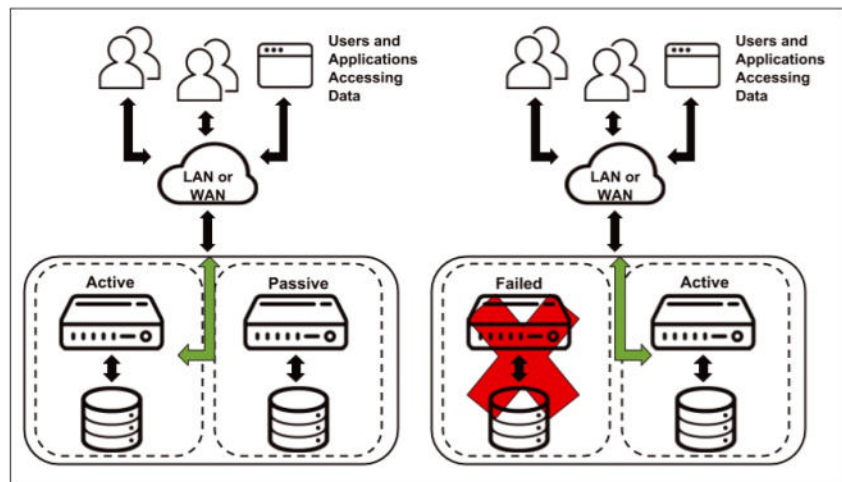 Users and
Applications
Accessing
Data
LAN or
WAN
Active
Passive
Users and
Applications
Accessing
Data
LAN or
WAN
Failed
Active